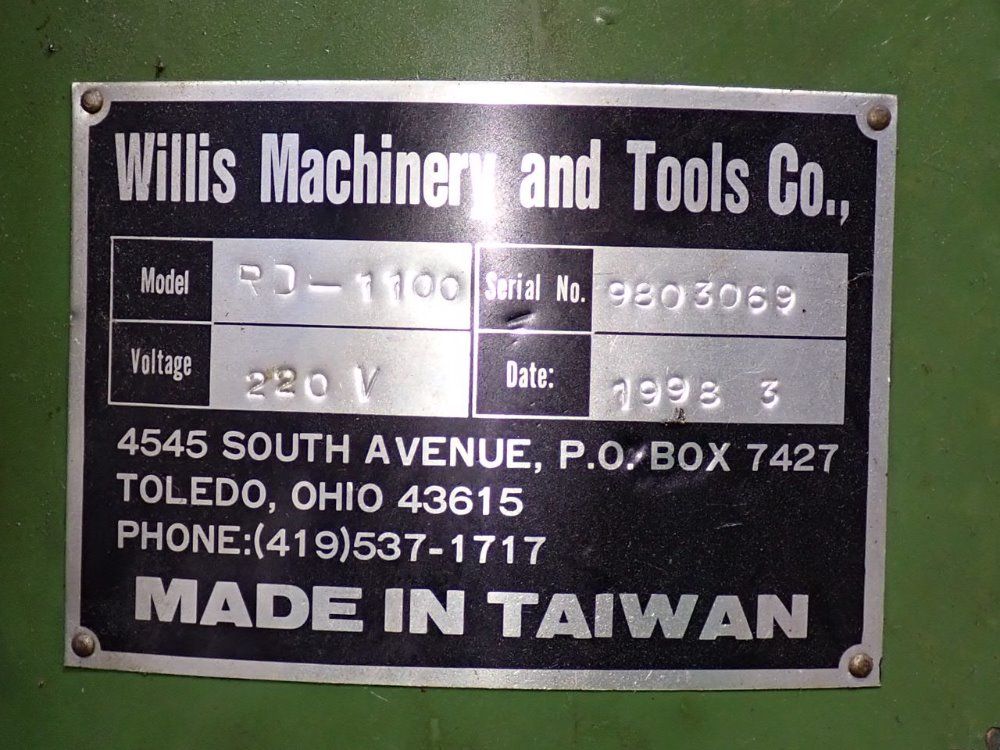 Willis Machinery and Tools Co.,
Model RD-1100 Serial No. 9803069
Voltage 220 V Date: 1998 3
4545 SOUTH AVENUE, P.O. BOX 7427
TOLEDO, OHIO 43615
PHONE:(419)537-1717
MADE IN TAIWAN